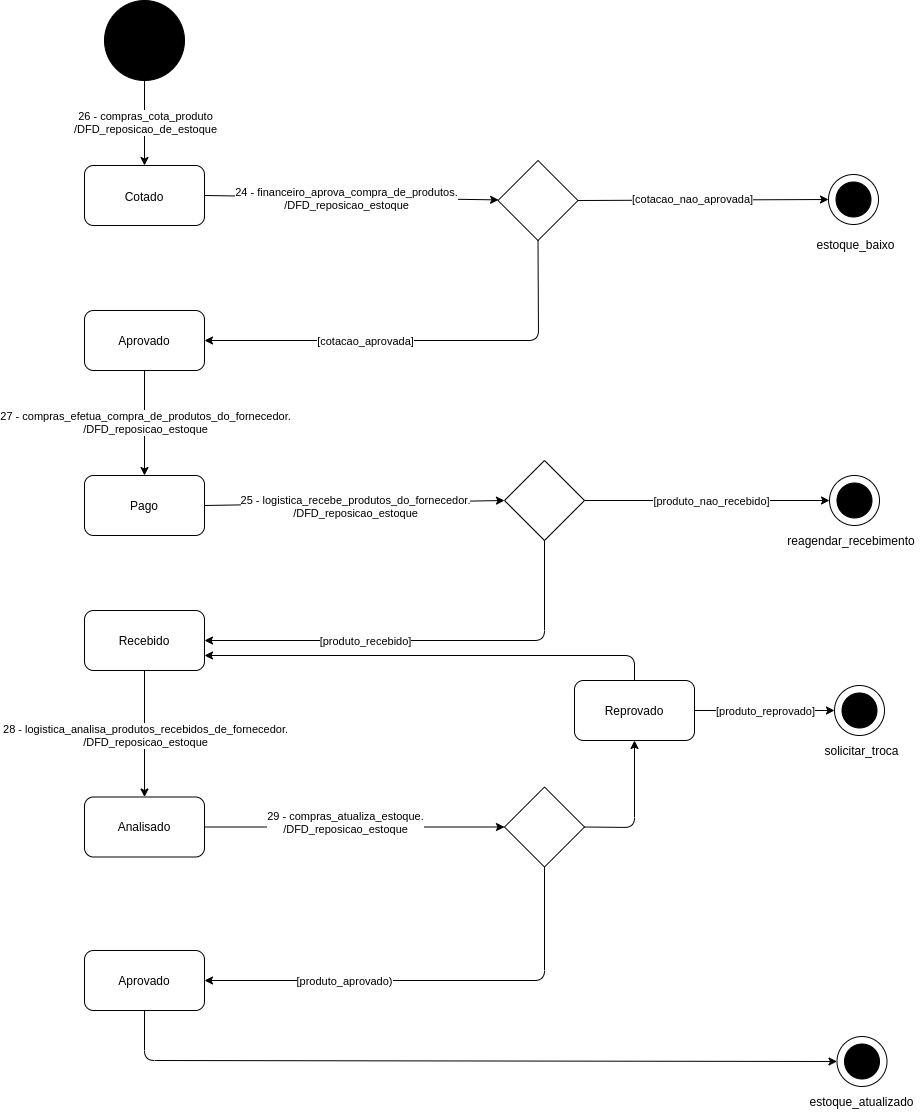 26 - compras_cota_produto
/DFD_reposicao_de_estoque
Cotado
24 - financeiro_aprova_compra_de_produtos.
/DFD_reposicao_estoque
[cotacao_nao_aprovada]
estoque_baixo
Aprovado
[cotacao_aprovada]
27 - compras_efetua_compra_de_produtos_do_fornecedor.
/DFD_reposicao_estoque
Pago
25 - logistica_recebe_produtos_do_fornecedor.
/DFD_reposicao_estoque
[produto_nao_recebido]
reagendar_recebimento
Recebido
[produto_recebido]
Reprovado
[produto_reprovado]
solicitar_troca
28 - logistica_analisa_produtos_recebidos_de_fornecedor.
/DFD_reposicao_estoque
Analisado
29 - compras_atualiza_estoque.
/DFD_reposicao_estoque
Aprovado
[produto_aprovado)
estoque_atualizado